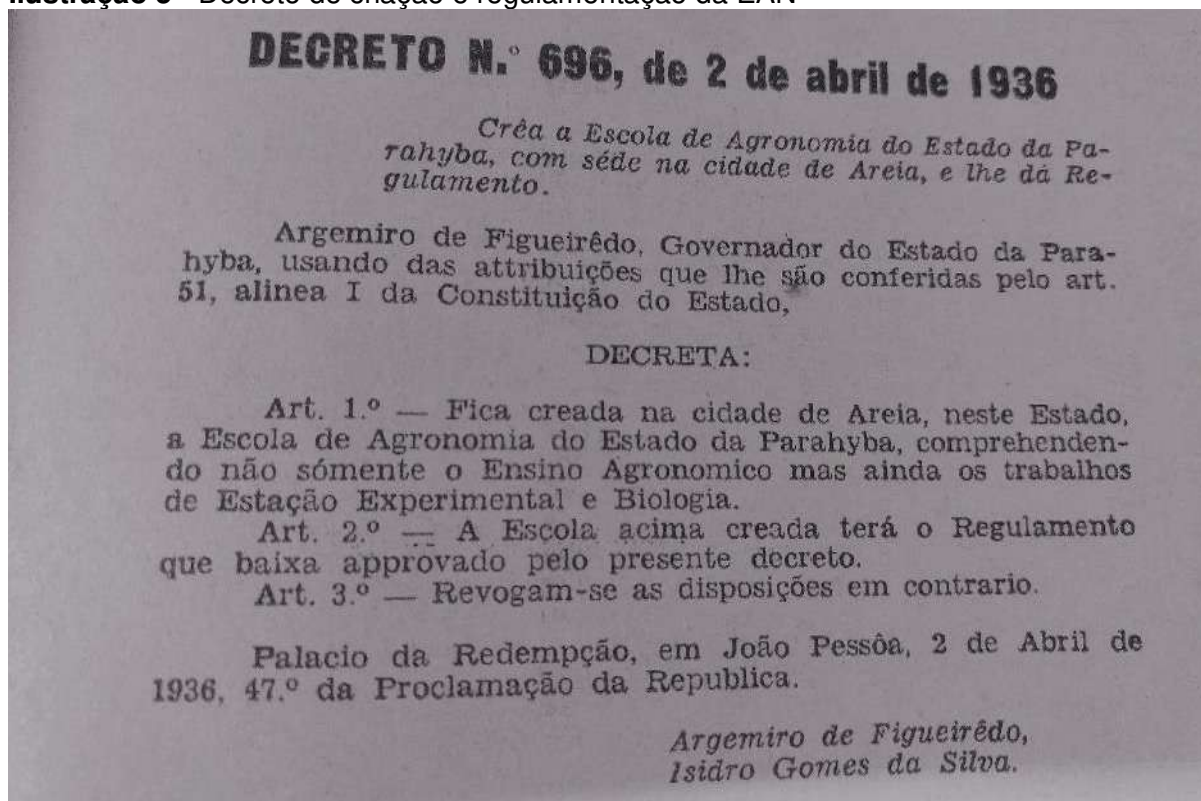 Decreto de criação e regulamentação da EAN
DECRETO N.º 696, de 2 de abril de 1936
Crêa a Escola de Agronomia do Estado da Pa-
rahyba, com séde na cidade de Areia, e lhe dá Re-
gulamento.
Argemiro de Figueirêdo, Governador do Estado da Para-
hyba, usando das attribuições que lhe são conferidas pelo art.
51, alinea I da Constituição do Estado,
DECRETA:
Art. 1.º — Fica creada na cidade de Areia, neste Estado,
a Escola de Agronomia do Estado da Parahyba, comprehenden-
do não sómente o Ensino Agronomico mas ainda os trabalhos
de Estação Experimental e Biologia.
Art. 2.º — A Escola acima creada terá o Regulamento
que baixa approvado pelo presente decreto.
Art. 3.º — Revogam-se as disposições em contrario.
Palacio da Redempção, em João Pessôa, 2 de Abril de
1936, 47.º da Proclamação da Republica.
Argemiro de Figueirêdo,
Isidro Gomes da Silva.